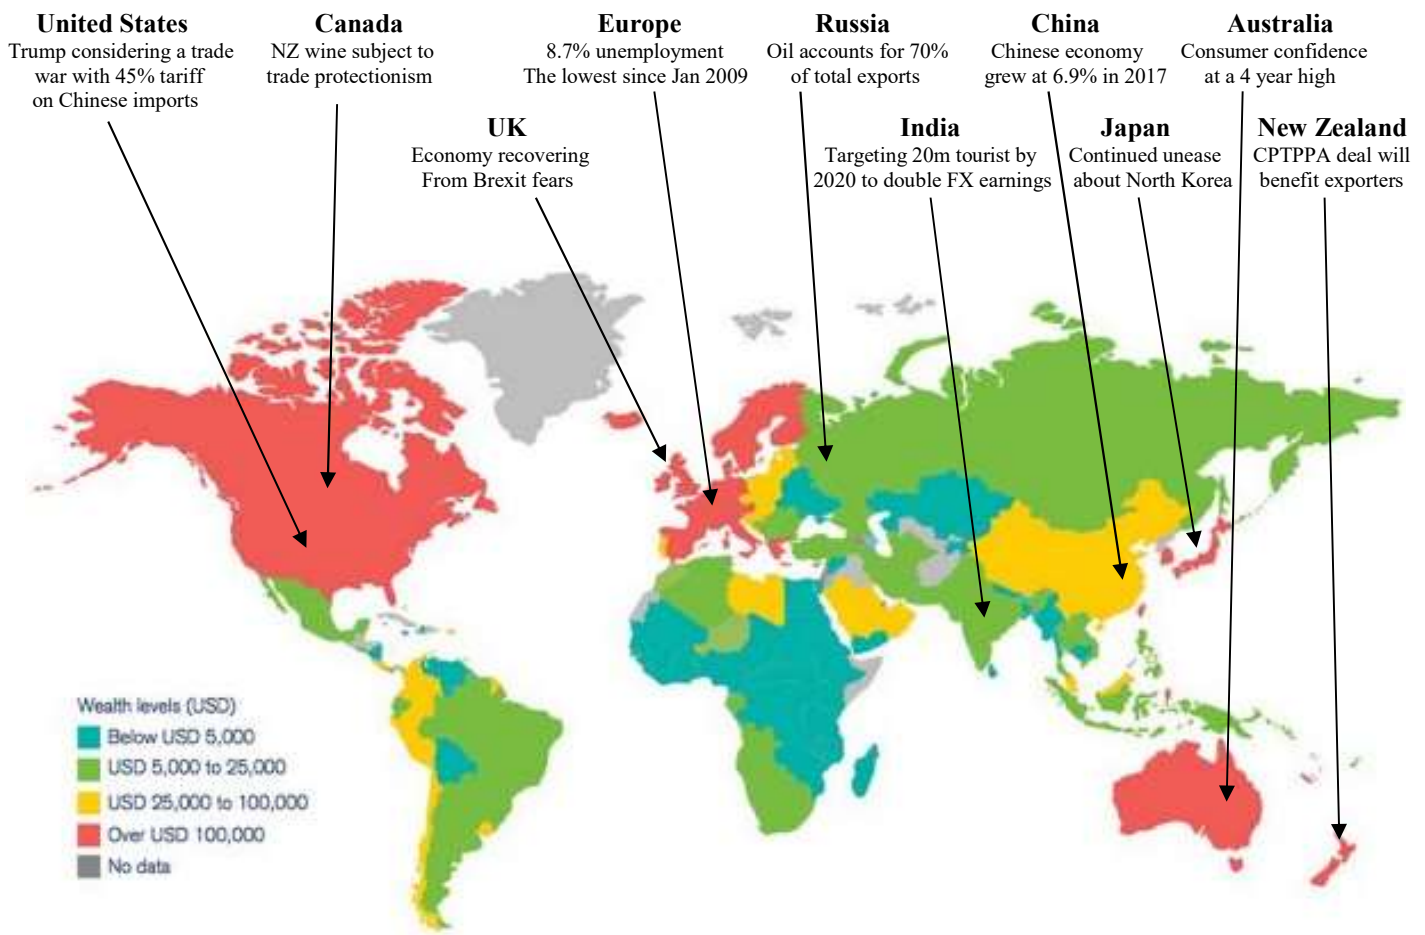 United States
Trump considering a trade
war with 45% tariff
on Chinese imports
Canada
NZ wine subject to
trade protectionism
Europe
8.7% unemployment
The lowest since Jan 2009
Russia
Oil accounts for 70%
of total exports
China
Chinese economy
grew at 6.9% in 2017
Australia
Consumer confidence
at a 4 year high
UK
Economy recovering
From Brexit fears
India
Targeting 20m tourist by
2020 to double FX earnings
Japan
Continued unease
about North Korea
New Zealand
CPTPPA deal will
benefit exporters
Wealth levels (USD)
Below USD 5,000
USD 5,000 to 25,000
USD 25,000 to 100,000
Over USD 100,000
No data